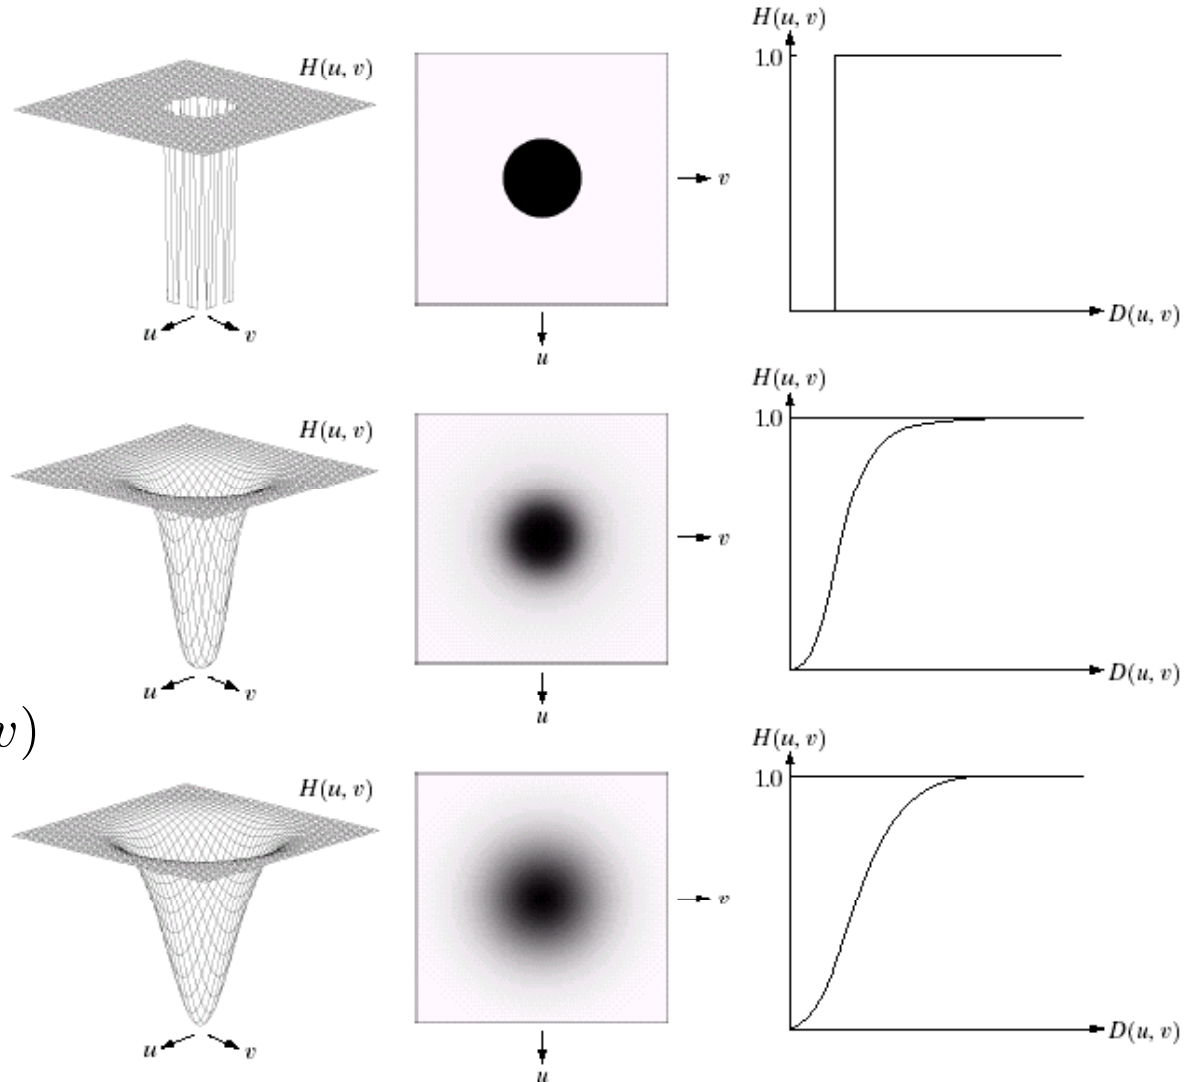 H(u, v)
H(u, v)
1.0
v
u
v
D(u, v)
u
H(u, v)
H(u, v)
1.0
v
u
v
D(u, v)
u
v)
H(u, v)
H(u, v)
1.0
v
u
v
D(u, v)
u